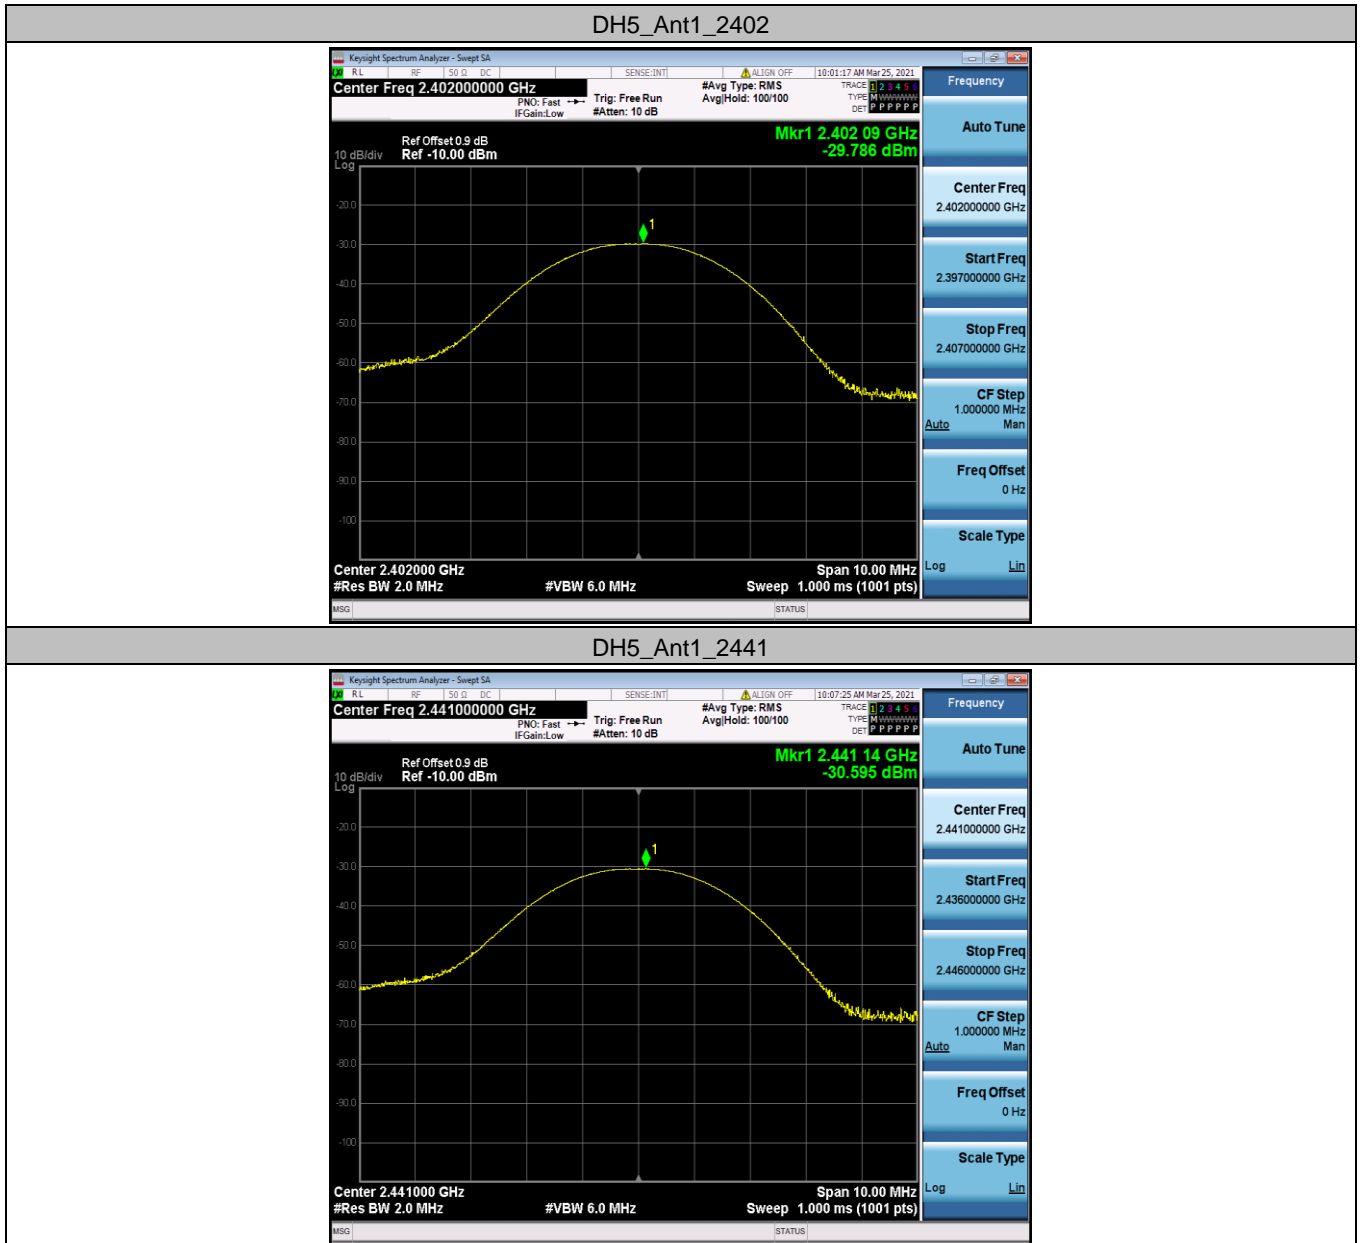 DH5_Ant1_2402
Keysight Spectrum Analyzer - Swept SA
RL RF 50 Ω DC SENSE:INT ALIGN OFF 10:01:17 AM Mar 25, 2021
Center Freq 2.402000000 GHz
PNO: Fast
IFGain:Low
Trig: Free Run
#Atten: 10 dB
#Avg Type: RMS
Avg|Hold: 100/100
TRACE 1 2 3 4 5 6
TYPE M WWWWW
DET P P P P P P
Mkr1 2.402 09 GHz
-29.786 dBm
Ref Offset 0.9 dB
10 dB/div Ref -10.00 dBm
Log
1
-20.0
-30.0
-40.0
-50.0
-60.0
-70.0
-80.0
-90.0
-100
Center 2.402000 GHz Span 10.00 MHz
#Res BW 2.0 MHz #VBW 6.0 MHz Sweep 1.000 ms (1001 pts)
MSG STATUS
Frequency
Auto Tune
Center Freq
2.402000000 GHz
Start Freq
2.397000000 GHz
Stop Freq
2.407000000 GHz
CF Step
1.000000 MHz
Auto Man
Freq Offset
0 Hz
Scale Type
Log Lin
DH5_Ant1_2441
Keysight Spectrum Analyzer - Swept SA
RL RF 50 Ω DC SENSE:INT ALIGN OFF 10:07:25 AM Mar 25, 2021
Center Freq 2.441000000 GHz
PNO: Fast
IFGain:Low
Trig: Free Run
#Atten: 10 dB
#Avg Type: RMS
Avg|Hold: 100/100
TRACE 1 2 3 4 5 6
TYPE M WWWWW
DET P P P P P P
Mkr1 2.441 14 GHz
-30.595 dBm
Ref Offset 0.9 dB
10 dB/div Ref -10.00 dBm
Log
1
-20.0
-30.0
-40.0
-50.0
-60.0
-70.0
-80.0
-90.0
-100
Center 2.441000 GHz Span 10.00 MHz
#Res BW 2.0 MHz #VBW 6.0 MHz Sweep 1.000 ms (1001 pts)
MSG STATUS
Frequency
Auto Tune
Center Freq
2.441000000 GHz
Start Freq
2.436000000 GHz
Stop Freq
2.446000000 GHz
CF Step
1.000000 MHz
Auto Man
Freq Offset
0 Hz
Scale Type
Log Lin